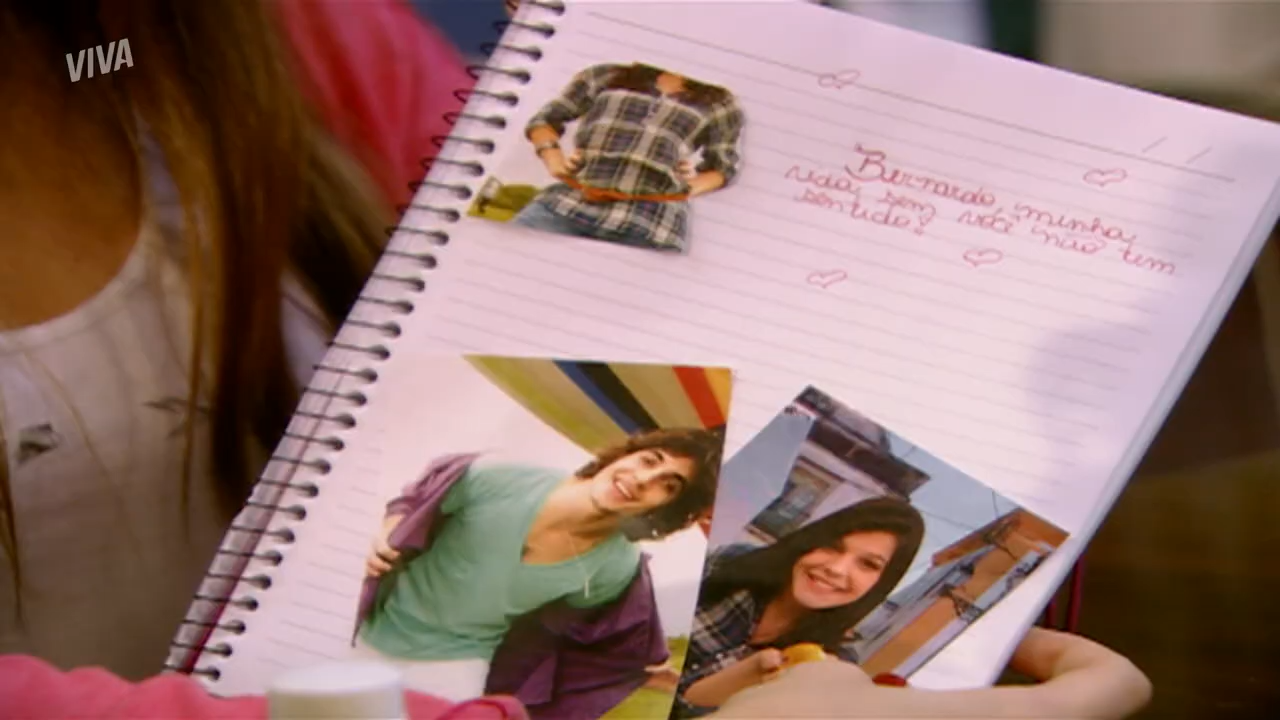 VIVA
/ /
Bernardo, minha
vida sem você não tem
sentido!